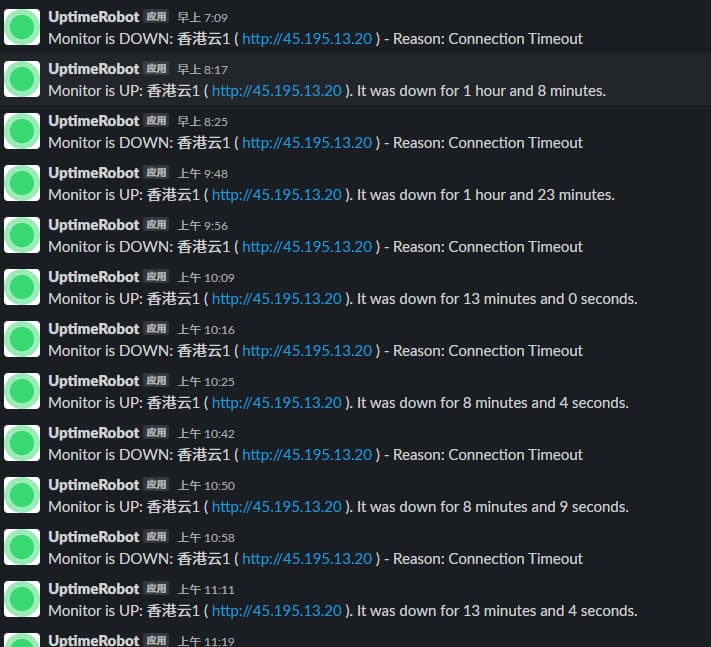 UptimeRobot 应用 早上 7:09
Monitor is DOWN: 香港云1 ( http://45.195.13.20 ) - Reason: Connection Timeout
UptimeRobot 应用 早上 8:17
Monitor is UP: 香港云1 ( http://45.195.13.20 ). It was down for 1 hour and 8 minutes.
UptimeRobot 应用 早上 8:25
Monitor is DOWN: 香港云1 ( http://45.195.13.20 ) - Reason: Connection Timeout
UptimeRobot 应用 上午 9:48
Monitor is UP: 香港云1 ( http://45.195.13.20 ). It was down for 1 hour and 23 minutes.
UptimeRobot 应用 上午 9:56
Monitor is DOWN: 香港云1 ( http://45.195.13.20 ) - Reason: Connection Timeout
UptimeRobot 应用 上午 10:09
Monitor is UP: 香港云1 ( http://45.195.13.20 ). It was down for 13 minutes and 0 seconds.
UptimeRobot 应用 上午 10:16
Monitor is DOWN: 香港云1 ( http://45.195.13.20 ) - Reason: Connection Timeout
UptimeRobot 应用 上午 10:25
Monitor is UP: 香港云1 ( http://45.195.13.20 ). It was down for 8 minutes and 4 seconds.
UptimeRobot 应用 上午 10:42
Monitor is DOWN: 香港云1 ( http://45.195.13.20 ) - Reason: Connection Timeout
UptimeRobot 应用 上午 10:50
Monitor is UP: 香港云1 ( http://45.195.13.20 ). It was down for 8 minutes and 9 seconds.
UptimeRobot 应用 上午 10:58
Monitor is DOWN: 香港云1 ( http://45.195.13.20 ) - Reason: Connection Timeout
UptimeRobot 应用 上午 11:11
Monitor is UP: 香港云1 ( http://45.195.13.20 ). It was down for 13 minutes and 4 seconds.
UptimeRobot 应用 上午 11:19